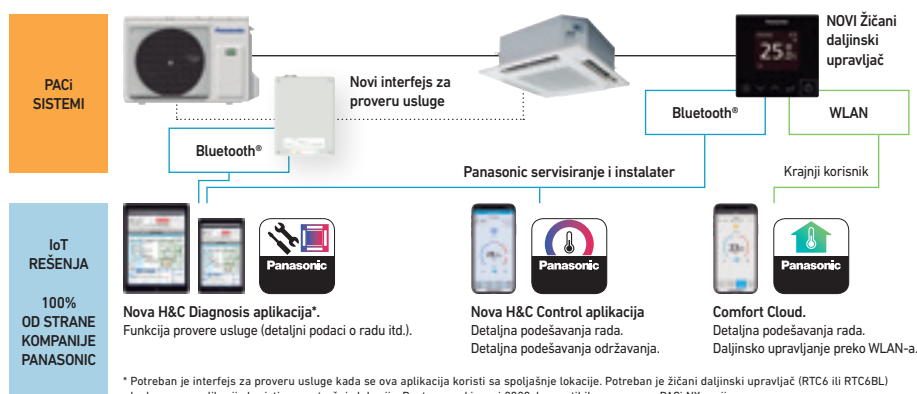 PACi
SISTEMI
Novi interfejs za
proveru usluge
NOVI Žičani
daljinski
upravljač
Bluetooth®
Bluetooth®
WLAN
Panasonic servisiranje i instalater
Krajnji korisnik
IoT
REŠENJA
100%
OD STRANE
KOMPANIJE
PANASONIC
Panasonic
Panasonic
Panasonic
Nova H&C Diagnosis aplikacija*.
Funkcija provere usluge (detaljni podaci o radu itd.).
Nova H&C Control aplikacija
Detaljna podešavanja rada.
Detaljna podešavanja održavanja.
Comfort Cloud.
Detaljna podešavanja rada.
Daljinsko upravljanje preko WLAN-a.
* Potreban je interfejs za proveru usluge kada se ova aplikacija koristi sa spoljašnje lokacije. Potreban je žičani daljinski upravljač (RTC6 ili RTC6BL)